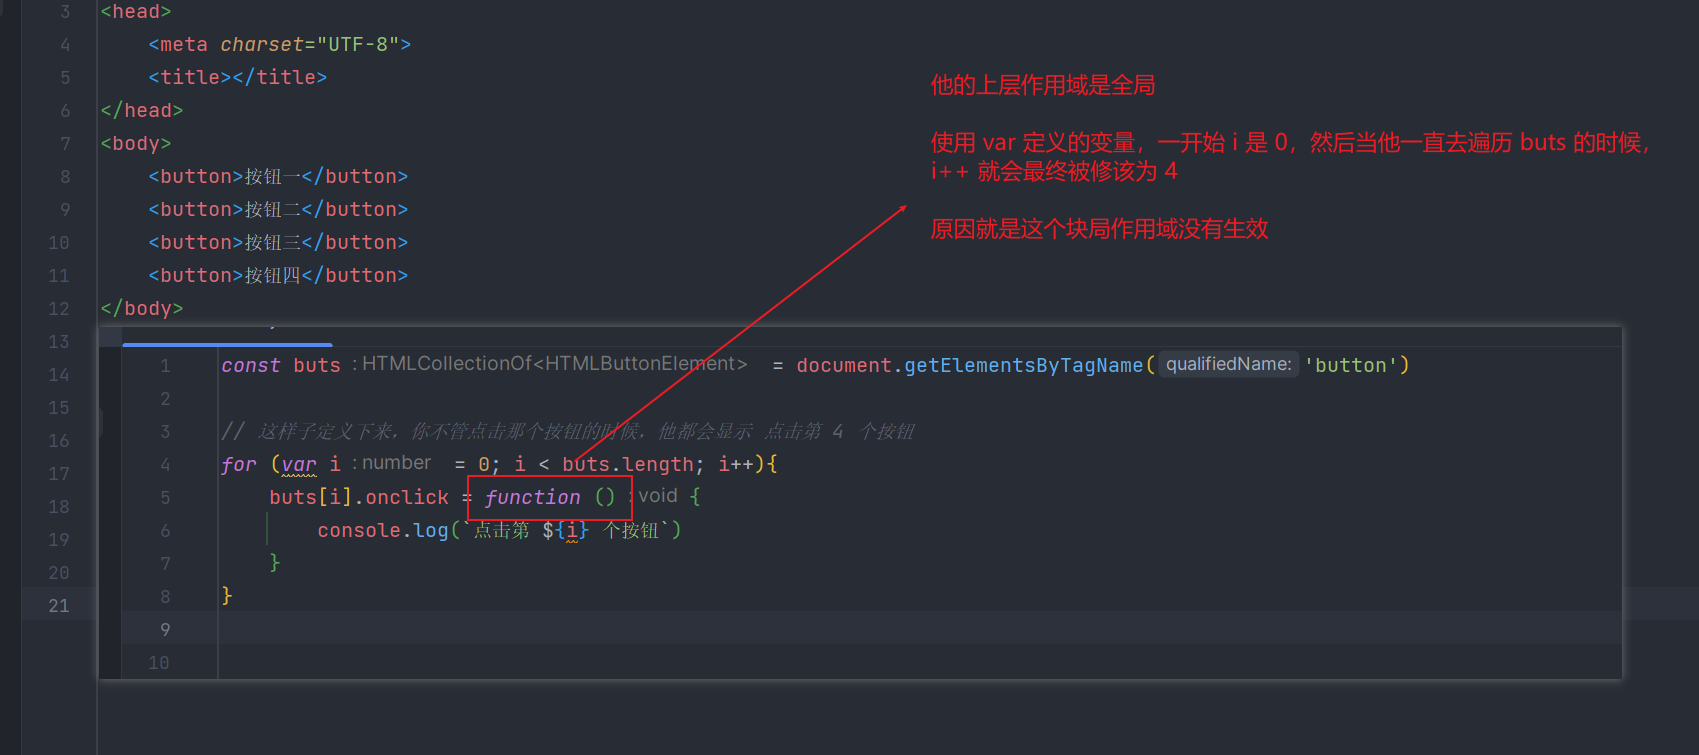 3 <head>
4 <meta charset="UTF-8">
5 <title></title>
6 </head>
7 <body>
8 <button>按钮一</button>
9 <button>按钮二</button>
10 <button>按钮三</button>
11 <button>按钮四</button>
12 </body>
13
14
15
16
17
18
19
20
21
他的上层作用域是全局
使用 var 定义的变量，一开始 i 是 0，然后当他一直去遍历 buts 的时候，
i++ 就会最终被修该为 4
原因就是这个块局作用域没有生效
1 const buts : HTMLCollectionOf<HTMLButtonElement> = document.getElementsByTagName( qualifiedName: 'button')
2
3 // 这样子定义下来，你不管点击那个按钮的时候，他都会显示 点击第 4 个按钮
4 for (var i : number = 0; i < buts.length; i++){
5 buts[i].onclick = function () : void {
6 console.log(`点击第 ${i} 个按钮`)
7 }
8 }
9
10